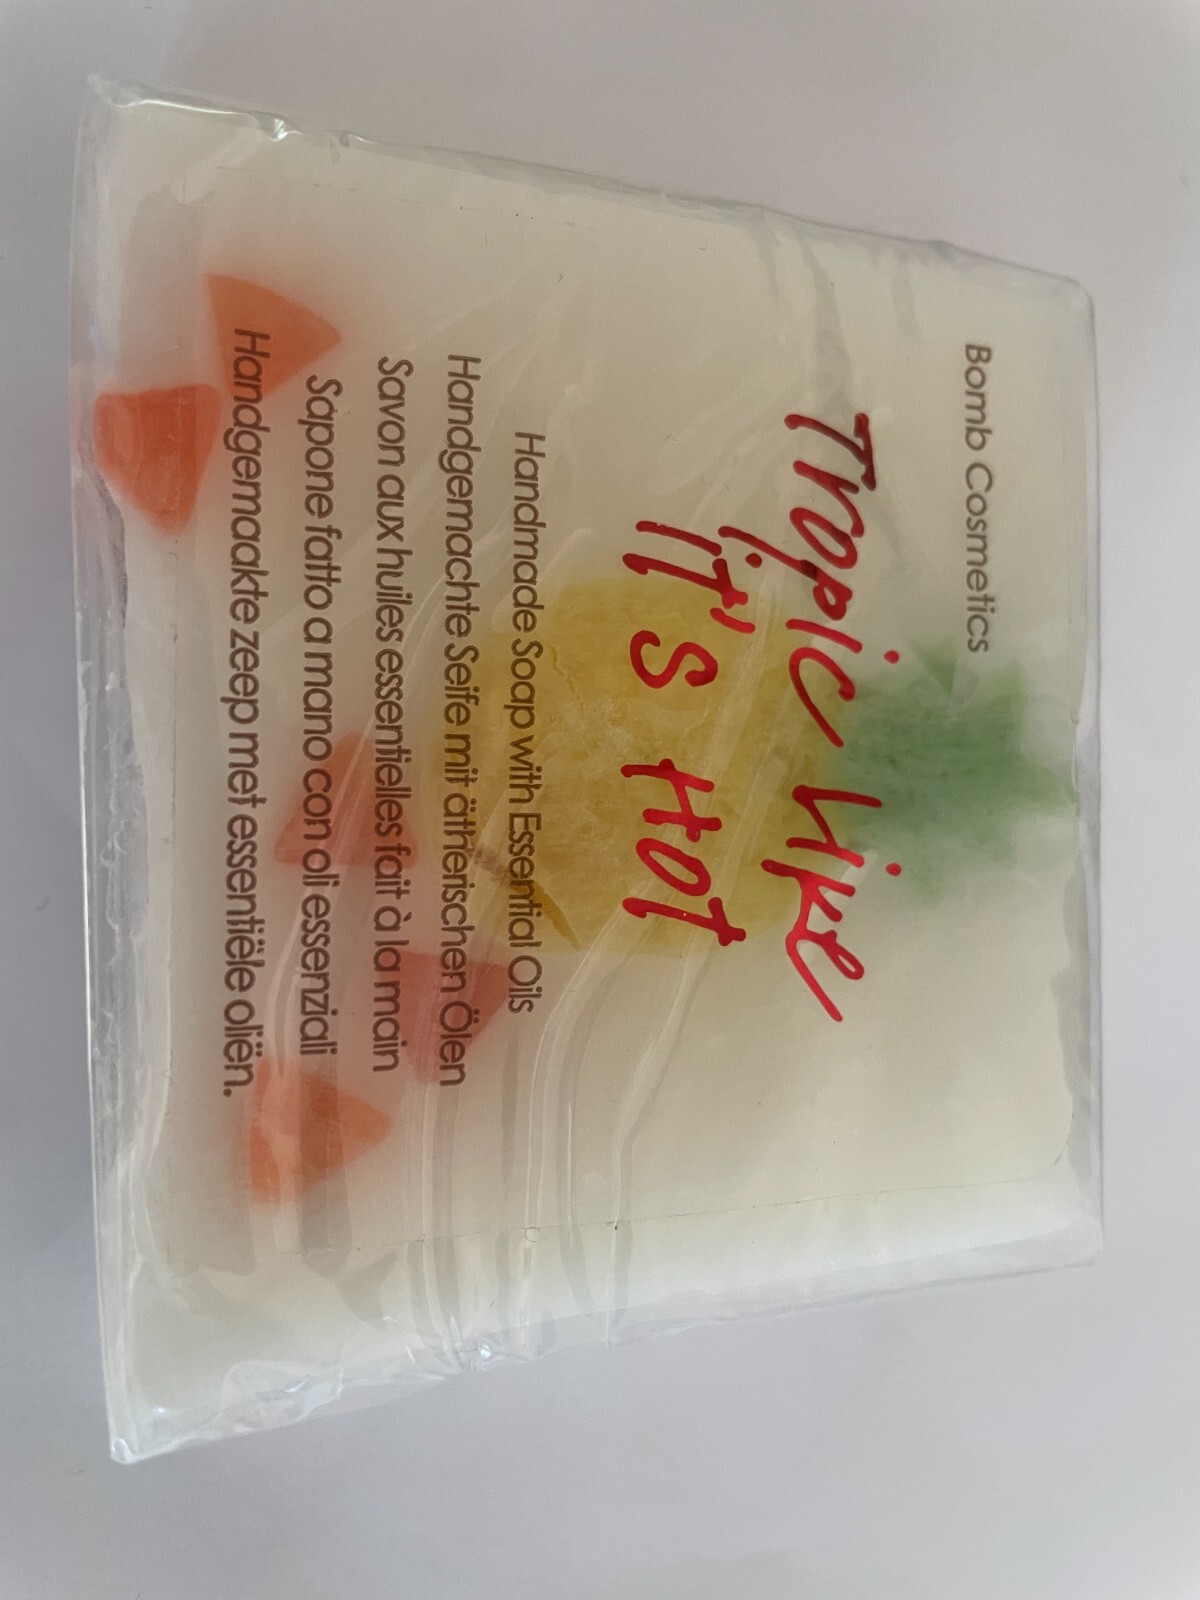 Bomb Cosmetics
Tropic Like
it's Hot
Handmade Soap with Essential Oils
Handgemachte Seife mit ätherischen Ölen
Savon aux huiles essentielles fait à la main
Sapone fatto a mano con oli essenziali
Handgemaakte zeep met essentiële oliën.